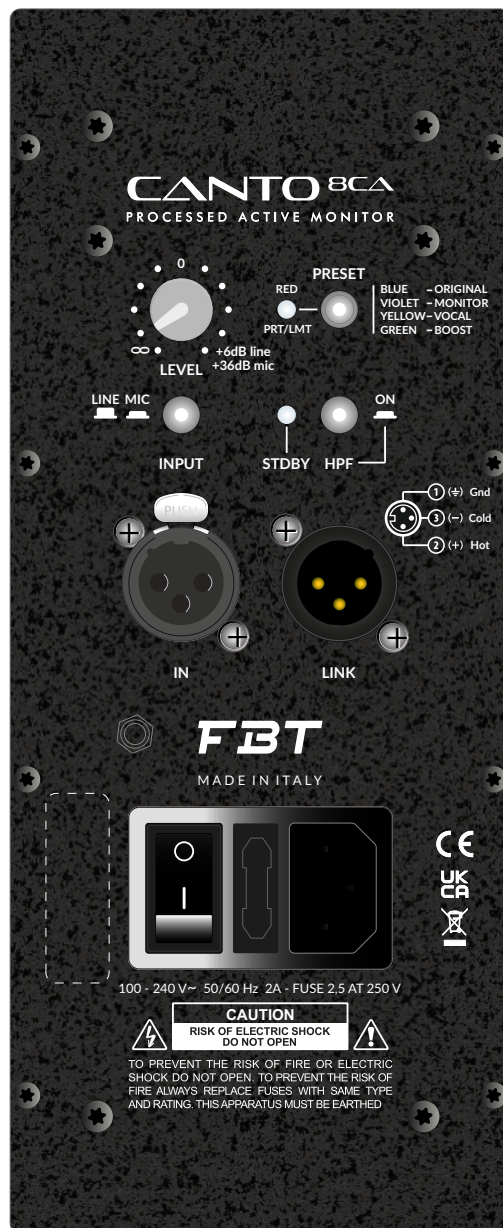 CANTO 8CA
PROCESSED ACTIVE MONITOR
0
∞
+6dB line
+36dB mic
LEVEL
PRESET
RED
PRT/LMT
BLUE – ORIGINAL
VIOLET – MONITOR
YELLOW – VOCAL
GREEN – BOOST
LINE MIC
INPUT
STDBY
HPF
ON
PUSH
1 (⏚) Gnd
3 (–) Cold
2 (+) Hot
IN
LINK
FBT
MADE IN ITALY
CE
UK
CA
100 - 240 V~ 50/60 Hz 2A - FUSE 2.5 AT 250 V
CAUTION
RISK OF ELECTRIC SHOCK
DO NOT OPEN
TO PREVENT THE RISK OF FIRE OR ELECTRIC
SHOCK DO NOT OPEN. TO PREVENT THE RISK OF
FIRE ALWAYS REPLACE FUSES WITH SAME TYPE
AND RATING. THIS APPARATUS MUST BE EARTHED